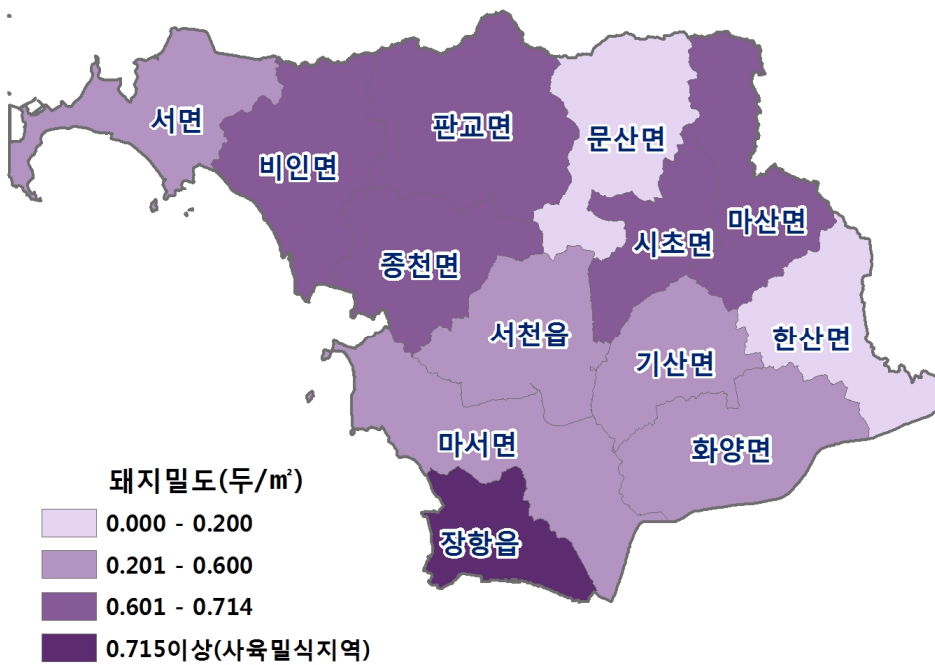 서면
판교면
문산면
비인면
마산면
시초면
종천면
서천읍
한산면
기산면
마서면
화양면
장항읍
돼지밀도(두/㎡)
0.000 - 0.200
0.201 - 0.600
0.601 - 0.714
0.715이상(사육밀식지역)